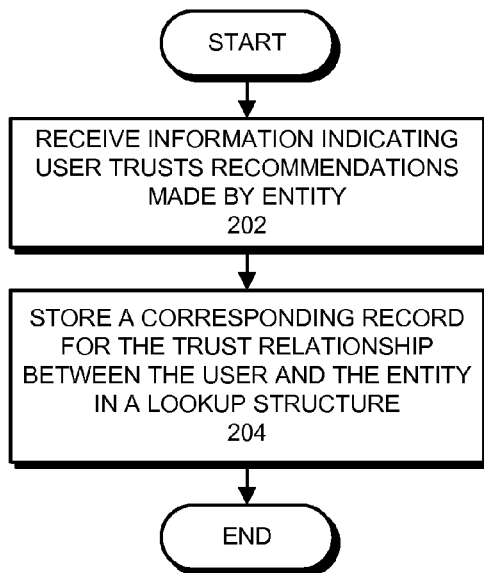 START
RECEIVE INFORMATION INDICATING
USER TRUSTS RECOMMENDATIONS
MADE BY ENTITY
202
STORE A CORRESPONDING RECORD
FOR THE TRUST RELATIONSHIP
BETWEEN THE USER AND THE ENTITY
IN A LOOKUP STRUCTURE
204
END